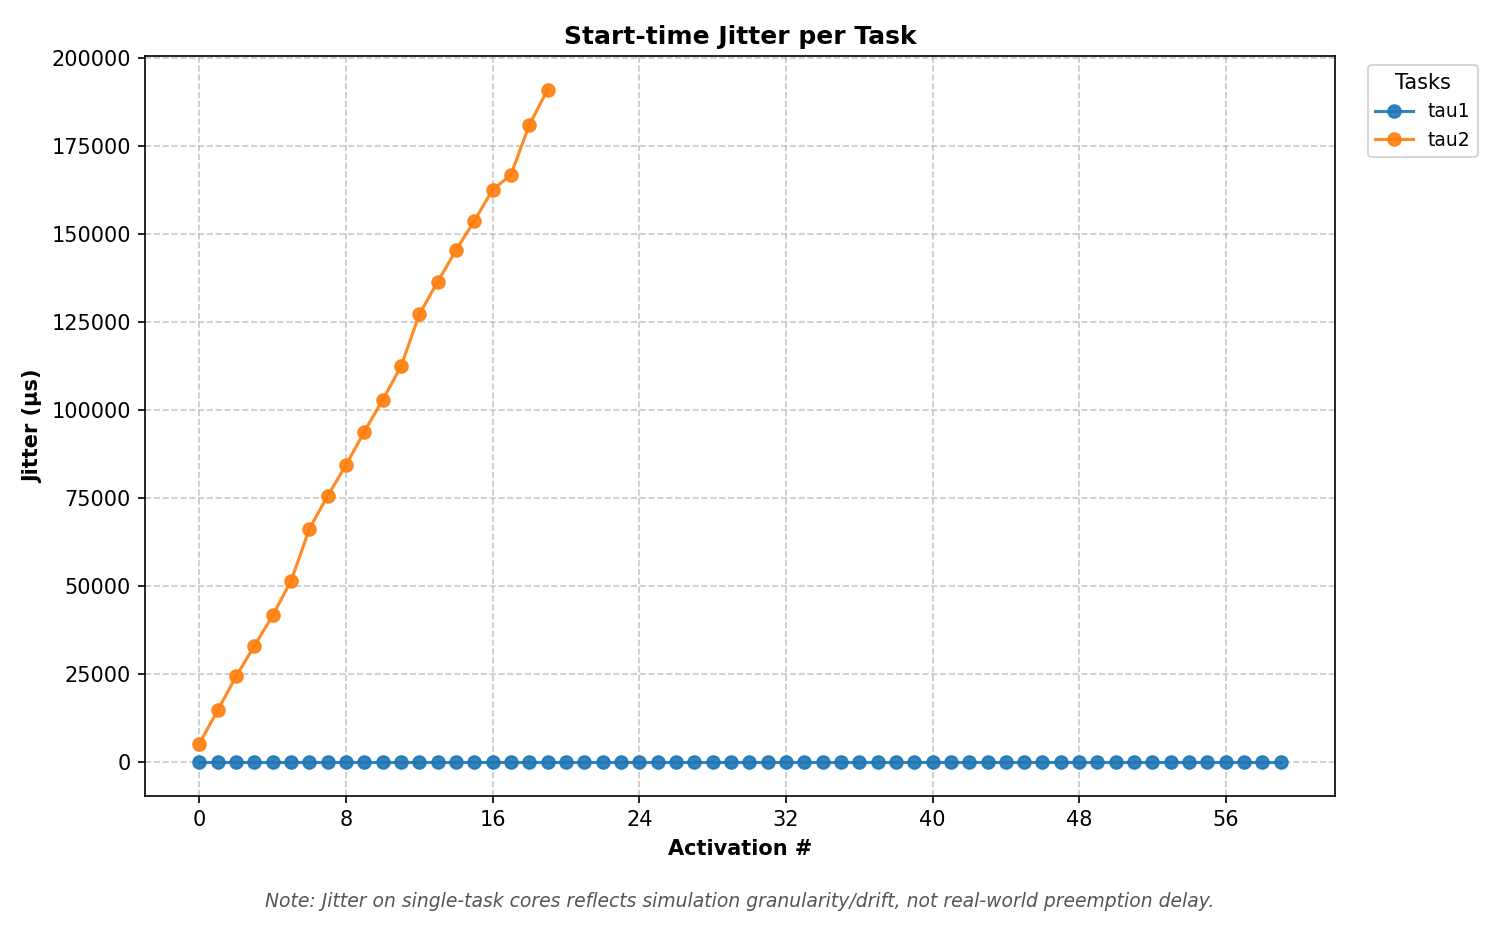 Start-time Jitter per Task
200000
175000
150000
125000
100000
75000
50000
25000
0
Jitter (µs)
0 8 16 24 32 40 48 56
Activation #
Tasks
tau1
tau2
Note: Jitter on single-task cores reflects simulation granularity/drift, not real-world preemption delay.